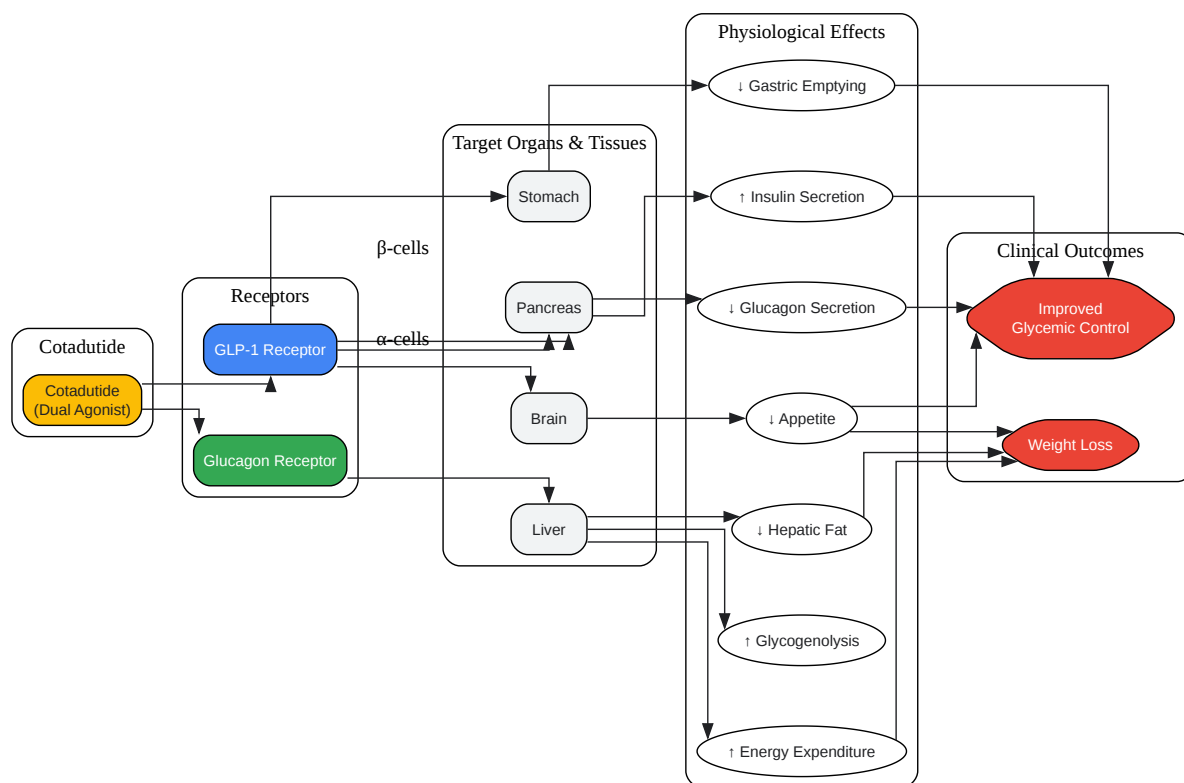 Cotadutide
Cotadutide
(Dual Agonist)
Receptors
GLP-1 Receptor
Glucagon Receptor
β-cells
α-cells
Target Organs & Tissues
Stomach
Pancreas
Brain
Liver
Physiological Effects
↓ Gastric Emptying
↑ Insulin Secretion
↓ Glucagon Secretion
↓ Appetite
↓ Hepatic Fat
↑ Glycogenolysis
↑ Energy Expenditure
Clinical Outcomes
Improved
Glycemic Control
Weight Loss